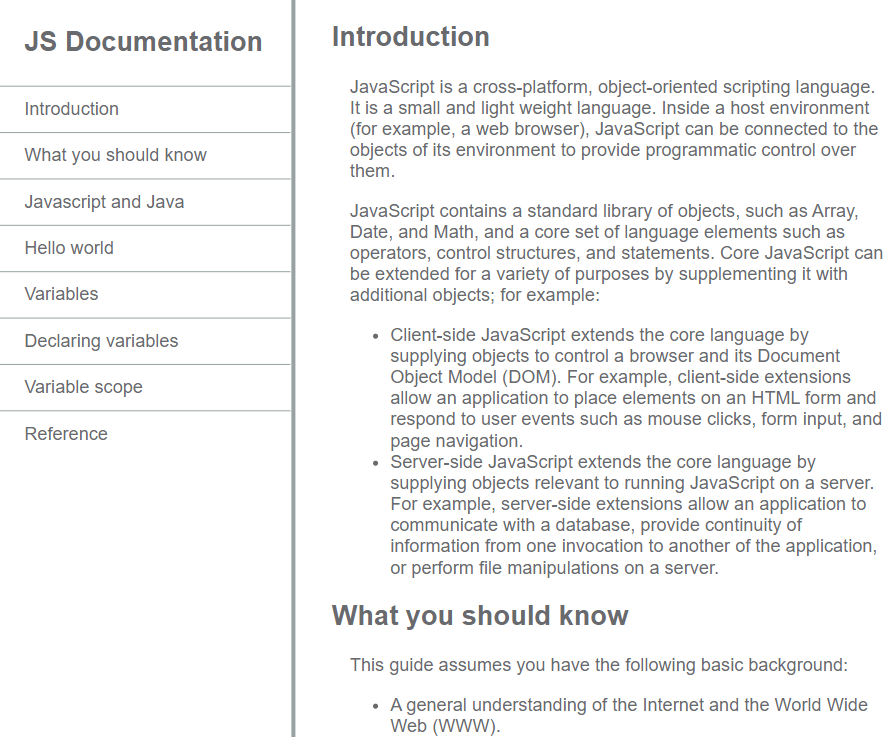 JS Documentation
Introduction
What you should know
Javascript and Java
Hello world
Variables
Declaring variables
Variable scope
Reference
Introduction
JavaScript is a cross-platform, object-oriented scripting language.
It is a small and light weight language. Inside a host environment
(for example, a web browser), JavaScript can be connected to the
objects of its environment to provide programmatic control over
them.
JavaScript contains a standard library of objects, such as Array,
Date, and Math, and a core set of language elements such as
operators, control structures, and statements. Core JavaScript can
be extended for a variety of purposes by supplementing it with
additional objects; for example:
• Client-side JavaScript extends the core language by
supplying objects to control a browser and its Document
Object Model (DOM). For example, client-side extensions
allow an application to place elements on an HTML form and
respond to user events such as mouse clicks, form input, and
page navigation.
• Server-side JavaScript extends the core language by
supplying objects relevant to running JavaScript on a server.
For example, server-side extensions allow an application to
communicate with a database, provide continuity of
information from one invocation to another of the application,
or perform file manipulations on a server.
What you should know
This guide assumes you have the following basic background:
• A general understanding of the Internet and the World Wide
Web (WWW).